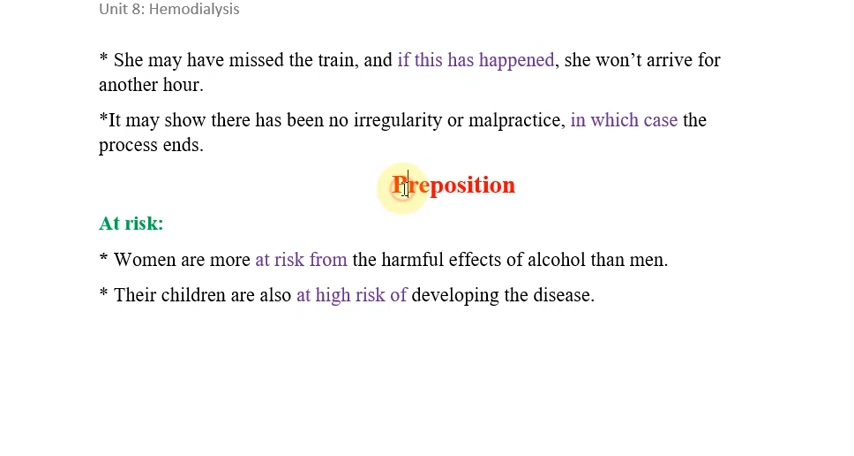 Unit 8: Hemodialysis
* She may have missed the train, and if this has happened, she won’t arrive for
another hour.
*It may show there has been no irregularity or malpractice, in which case the
process ends.
Preposition
At risk:
* Women are more at risk from the harmful effects of alcohol than men.
* Their children are also at high risk of developing the disease.